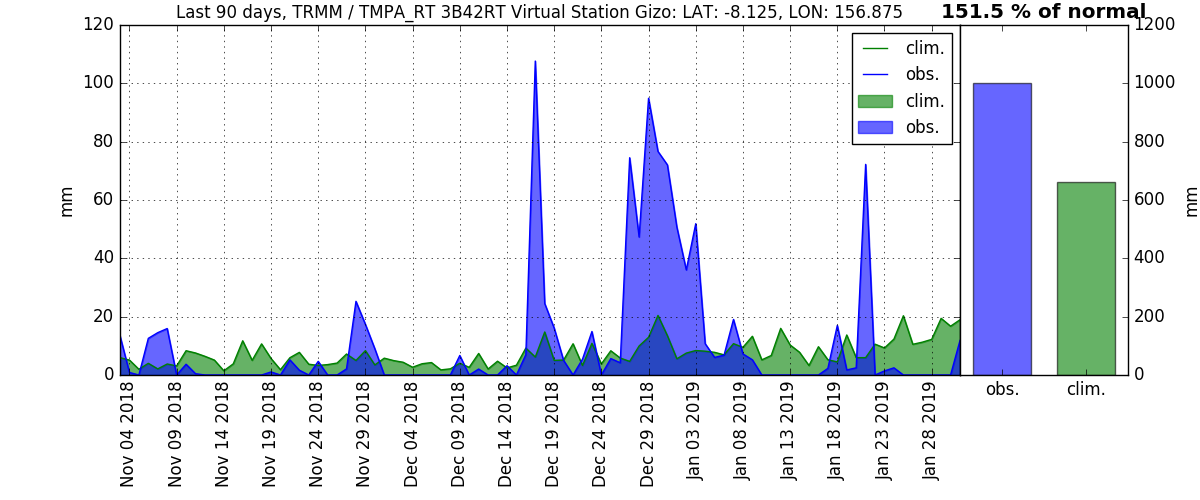 Last 90 days, TRMM / TMPA_RT 3B42RT Virtual Station Gizo: LAT: -8.125, LON: 156.875
151.5 % of normal
120
100
80
60
40
20
0
mm
clim.
obs.
clim.
obs.
1200
1000
800
600
400
200
0
mm
obs.
clim.
Nov 04 2018
Nov 09 2018
Nov 14 2018
Nov 19 2018
Nov 24 2018
Nov 29 2018
Dec 04 2018
Dec 09 2018
Dec 14 2018
Dec 19 2018
Dec 24 2018
Dec 29 2018
Jan 03 2019
Jan 08 2019
Jan 13 2019
Jan 18 2019
Jan 23 2019
Jan 28 2019